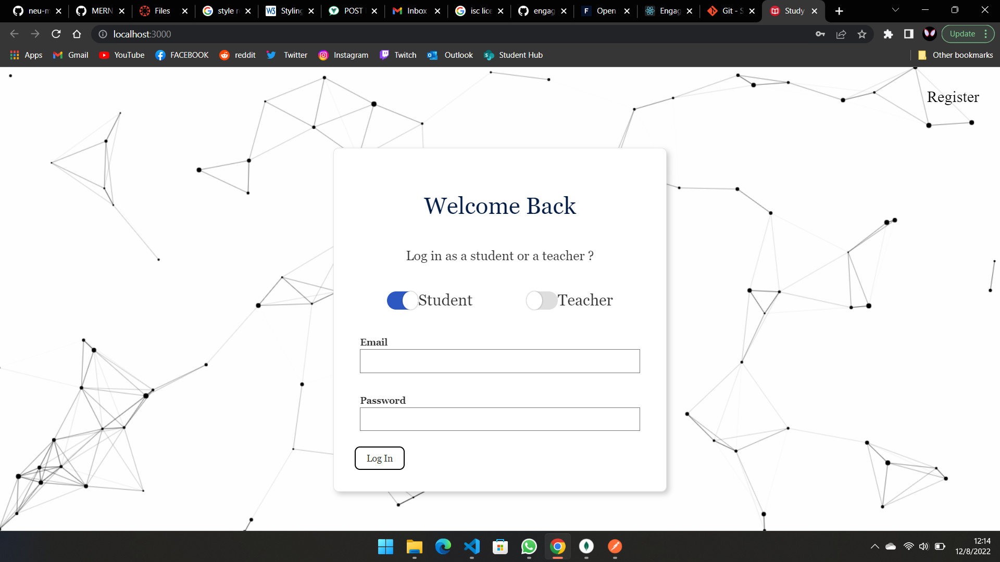 neu-m
MERN
Files
style r
Styling
POST
Inbox
isc lice
engag
Open
Engag
Git - S
Study
localhost:3000
Update
Apps
Gmail
YouTube
FACEBOOK
reddit
Twitter
Instagram
Twitch
Outlook
Student Hub
Other bookmarks
Register
Welcome Back
Log in as a student or a teacher ?
Student
Teacher
Email
Password
Log In
12:14
12/8/2022